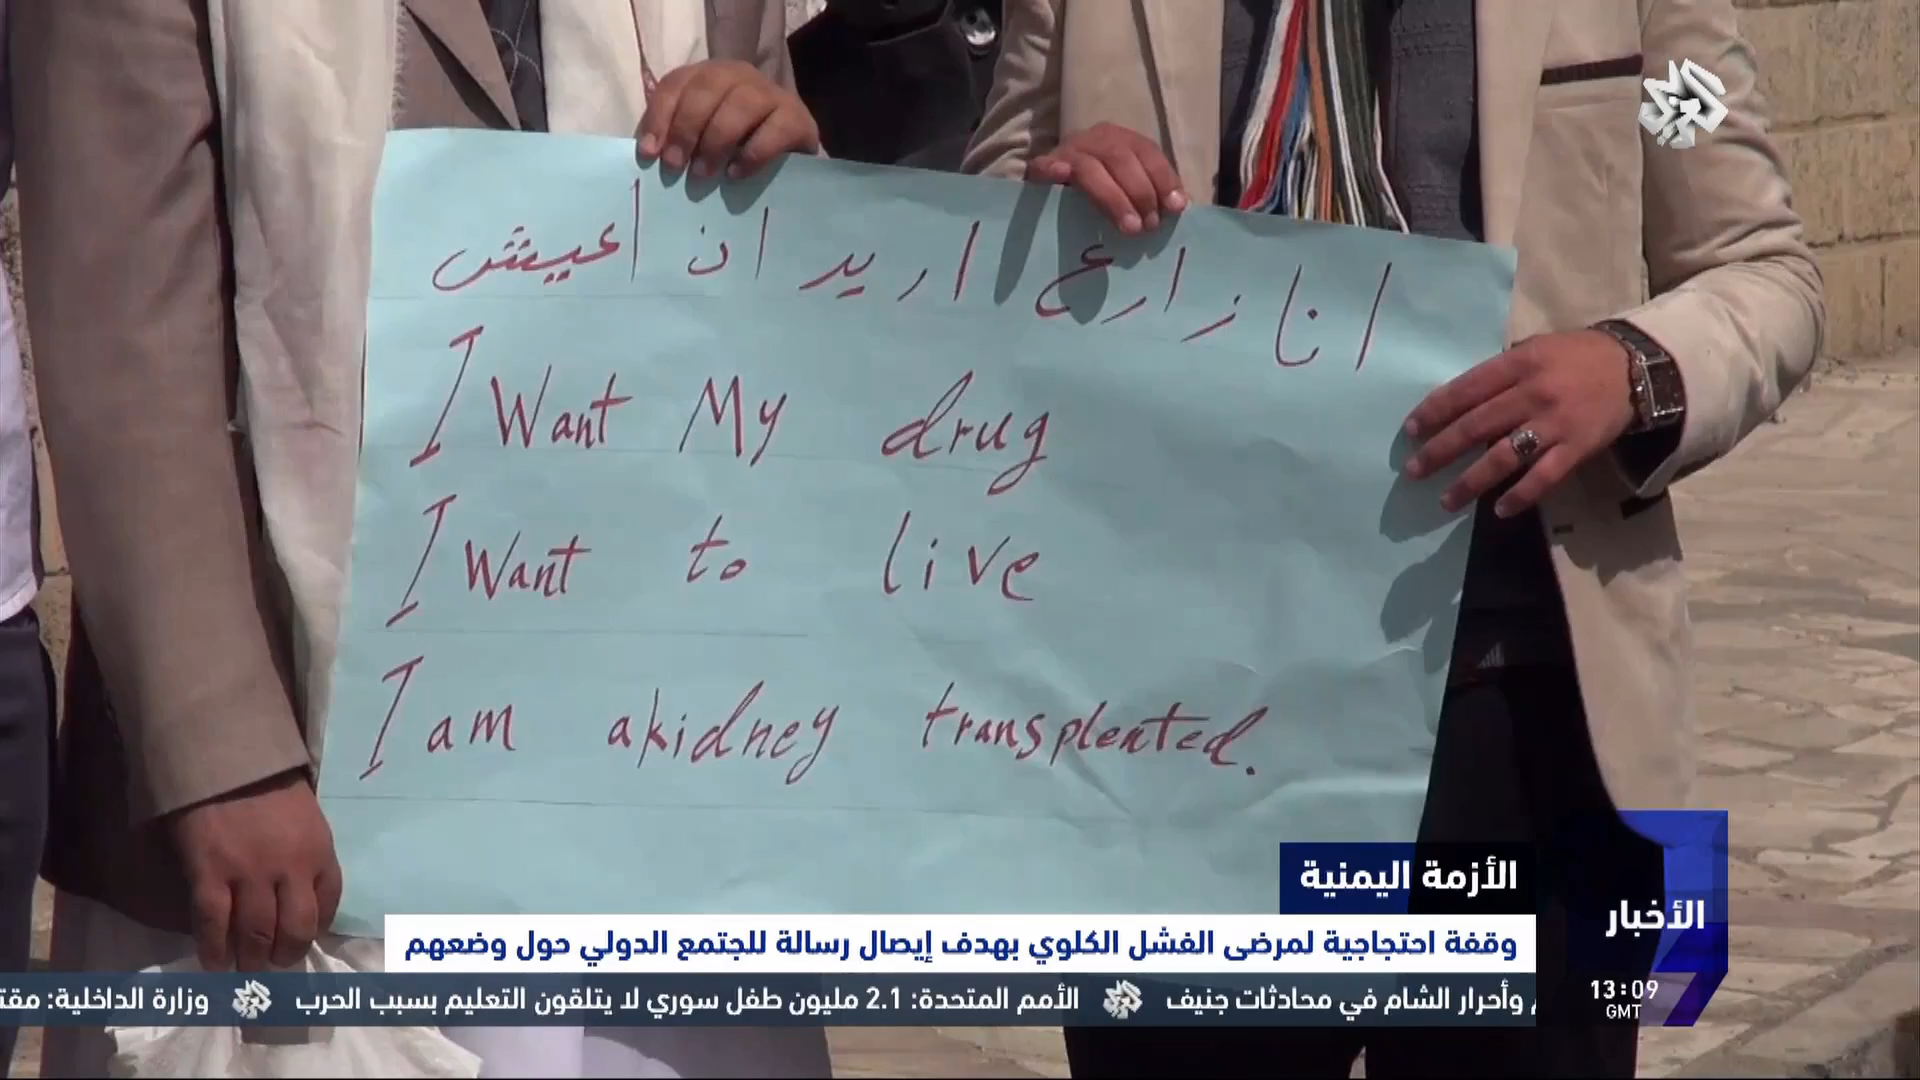 انا زارع اريد ان اعيش
I Want My drug
I Want to live
I am akidney transplented.
الأزمة اليمنية
وقفة احتجاجية لمرضى الفشل الكلوي بهدف إيصال رسالة للجتمع الدولي حول وضعهم
الأخبار
وأحرار الشام في محادثات جنيف
الأمم المتحدة: 2.1 مليون طفل سوري لا يتلقون التعليم بسبب الحرب
وزارة الداخلية:
13:09
GMT